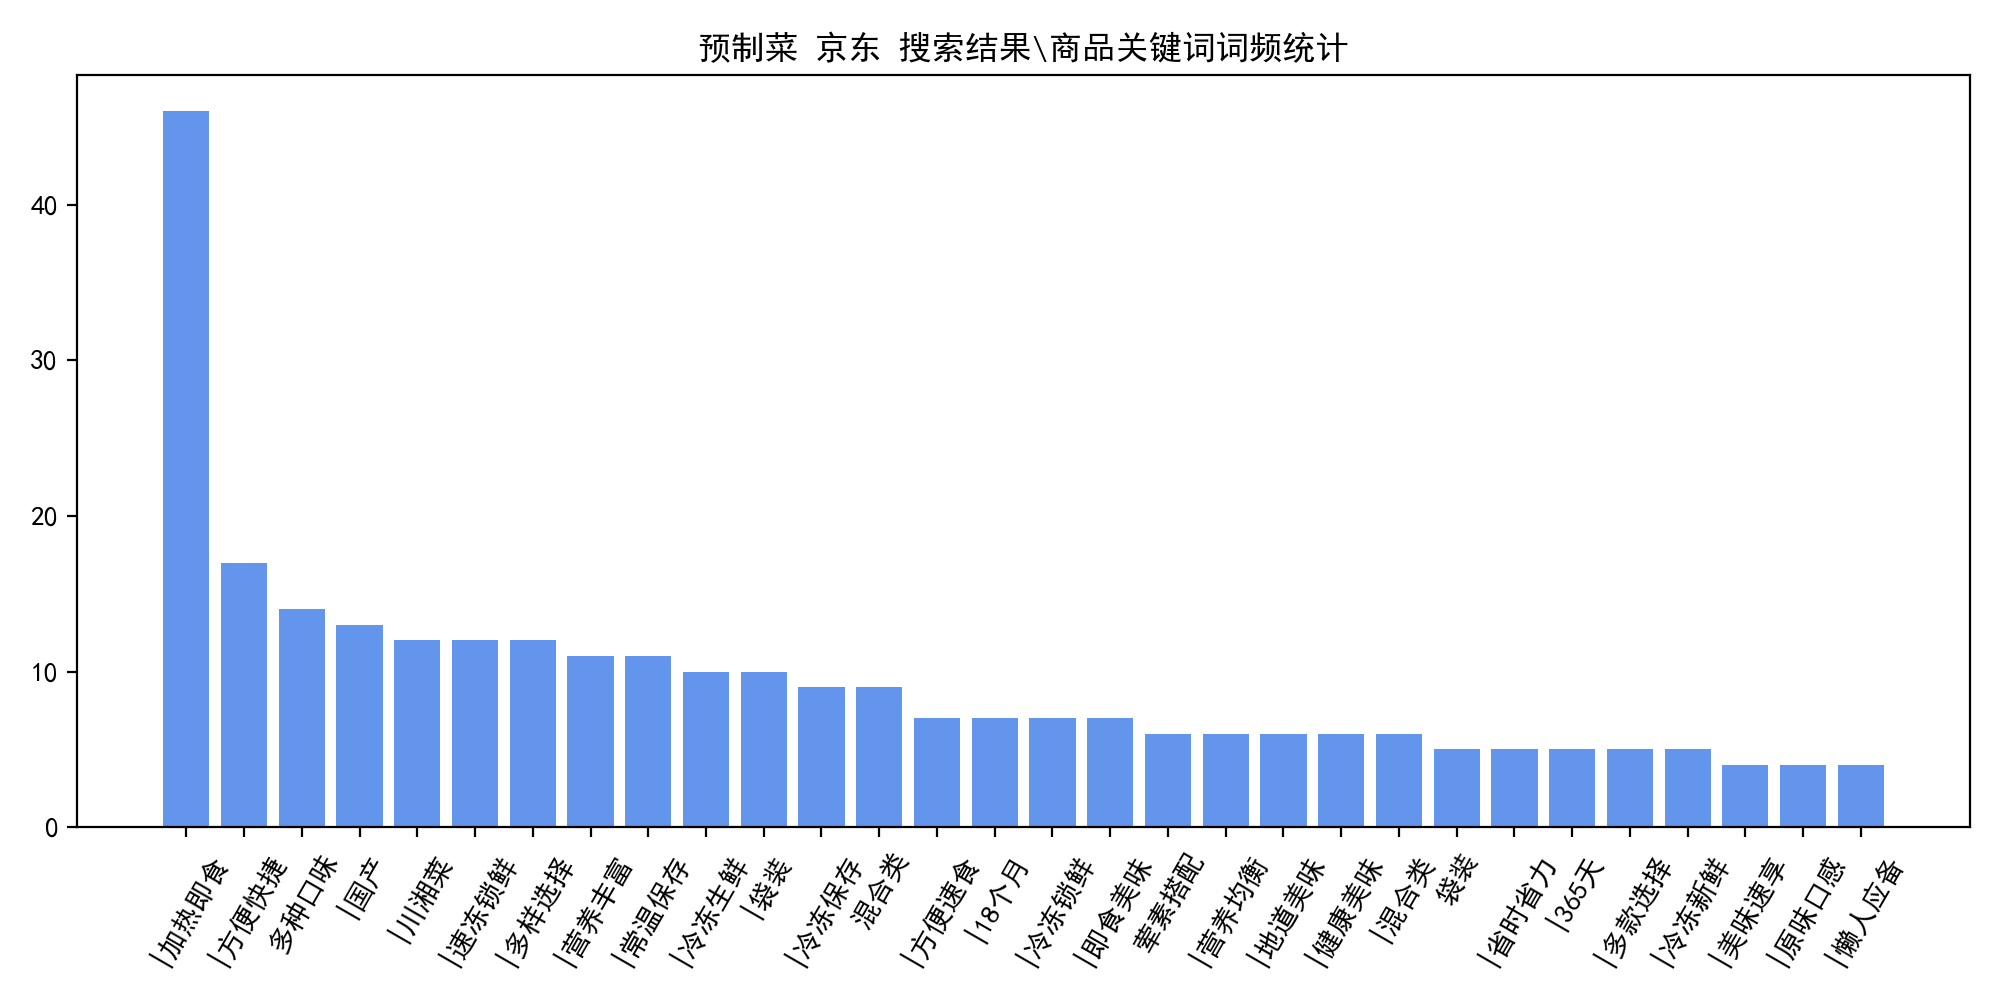 预制菜 京东 搜索结果\商品关键词词频统计
40
30
20
10
0
|加热即食
|方便快捷
多种口味
|国产
|川湘菜
|速冻锁鲜
|多样选择
|营养丰富
|常温保存
|冷冻生鲜
|袋装
|冷冻保存
混合类
|方便速食
|18个月
|冷冻锁鲜
|即食美味
荤素搭配
|营养均衡
|地道美味
|健康美味
|混合类
袋装
|省时省力
|365天
|多款选择
|冷冻新鲜
|美味速享
|原味口感
|懒人应备